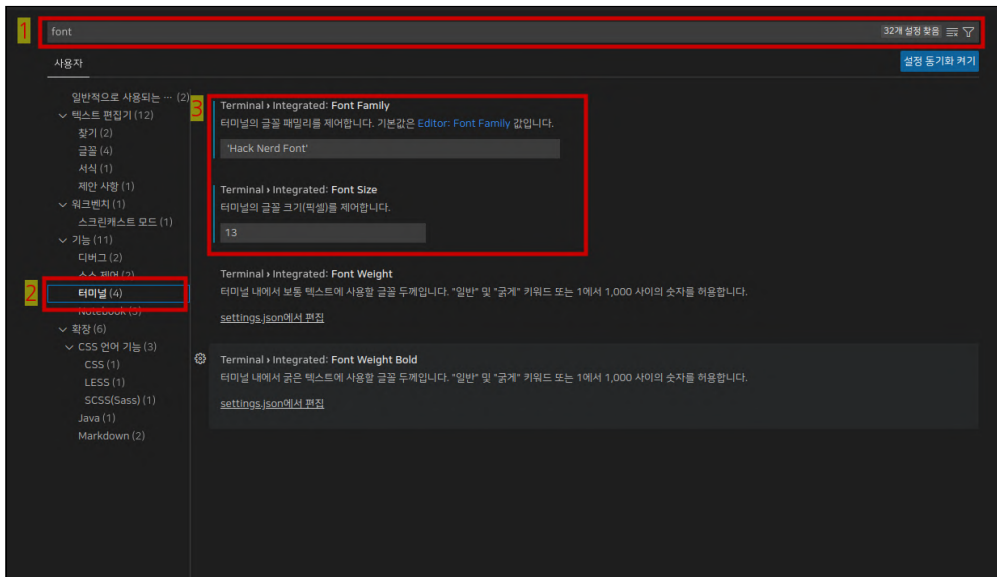 1
font
32개 설정 찾음
사용자
설정 동기화 켜기
일반적으로 사용되는 ··· (2)
텍스트 편집기 (12)
찾기 (2)
글꼴 (4)
서식 (1)
제안 사항 (1)
워크벤치 (1)
스크린캐스트 모드 (1)
기능 (11)
디버그 (2)
소스 제어 (2)
2
터미널 (4)
Notebook (3)
확장 (6)
CSS 언어 기능 (3)
CSS (1)
LESS (1)
SCSS(Sass) (1)
Java (1)
Markdown (2)
3
Terminal › Integrated: Font Family
터미널의 글꼴 패밀리를 제어합니다. 기본값은 Editor: Font Family 값입니다.
'Hack Nerd Font'
Terminal › Integrated: Font Size
터미널의 글꼴 크기(픽셀)를 제어합니다.
13
Terminal › Integrated: Font Weight
터미널 내에서 보통 텍스트에 사용할 글꼴 두께입니다. "일반" 및 "굵게" 키워드 또는 1에서 1,000 사이의 숫자를 허용합니다.
settings.json에서 편집
Terminal › Integrated: Font Weight Bold
터미널 내에서 굵은 텍스트에 사용할 글꼴 두께입니다. "일반" 및 "굵게" 키워드 또는 1에서 1,000 사이의 숫자를 허용합니다.
settings.json에서 편집